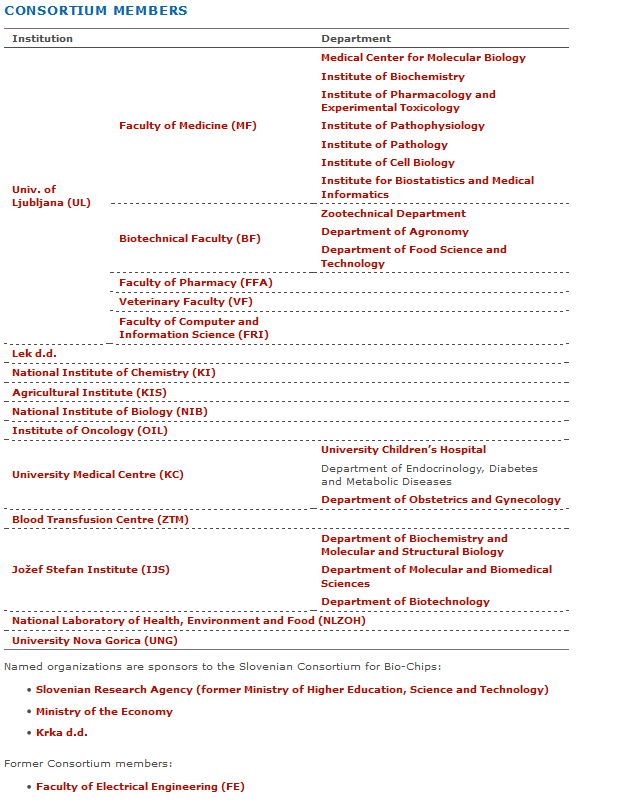 CONSORTIUM MEMBERS
Institution Department
Univ. of
Ljubljana (UL)
Faculty of Medicine (MF)
Medical Center for Molecular Biology
Institute of Biochemistry
Institute of Pharmacology and
Experimental Toxicology
Institute of Pathophysiology
Institute of Pathology
Institute of Cell Biology
Institute for Biostatistics and Medical
Informatics
Biotechnical Faculty (BF)
Zootechnical Department
Department of Agronomy
Department of Food Science and
Technology
Faculty of Pharmacy (FFA)
Veterinary Faculty (VF)
Faculty of Computer and
Information Science (FRI)
Lek d.d.
National Institute of Chemistry (KI)
Agricultural Institute (KIS)
National Institute of Biology (NIB)
Institute of Oncology (OIL)
University Medical Centre (KC)
University Children’s Hospital
Department of Endocrinology, Diabetes
and Metabolic Diseases
Department of Obstetrics and Gynecology
Blood Transfusion Centre (ZTM)
Jožef Stefan Institute (IJS)
Department of Biochemistry and
Molecular and Structural Biology
Department of Molecular and Biomedical
Sciences
Department of Biotechnology
National Laboratory of Health, Environment and Food (NLZOH)
University Nova Gorica (UNG)
Named organizations are sponsors to the Slovenian Consortium for Bio-Chips:
• Slovenian Research Agency (former Ministry of Higher Education, Science and Technology)
• Ministry of the Economy
• Krka d.d.
Former Consortium members:
• Faculty of Electrical Engineering (FE)